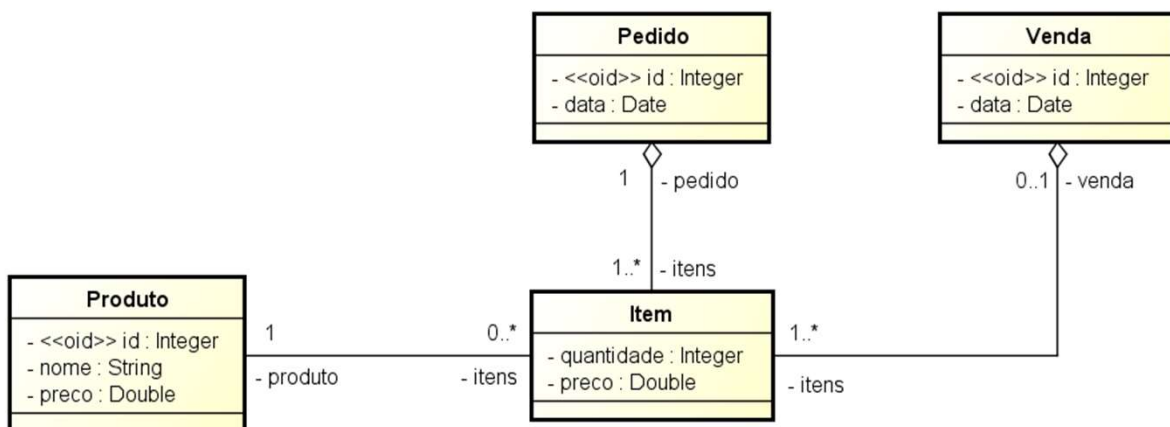 Pedido
- <<oid>> id : Integer
- data : Date
Venda
- <<oid>> id : Integer
- data : Date
1
- pedido
0..1
- venda
1..*
- itens
Produto
- <<oid>> id : Integer
- nome : String
- preco : Double
1
- produto
0..*
- itens
Item
- quantidade : Integer
- preco : Double
1..*
- itens